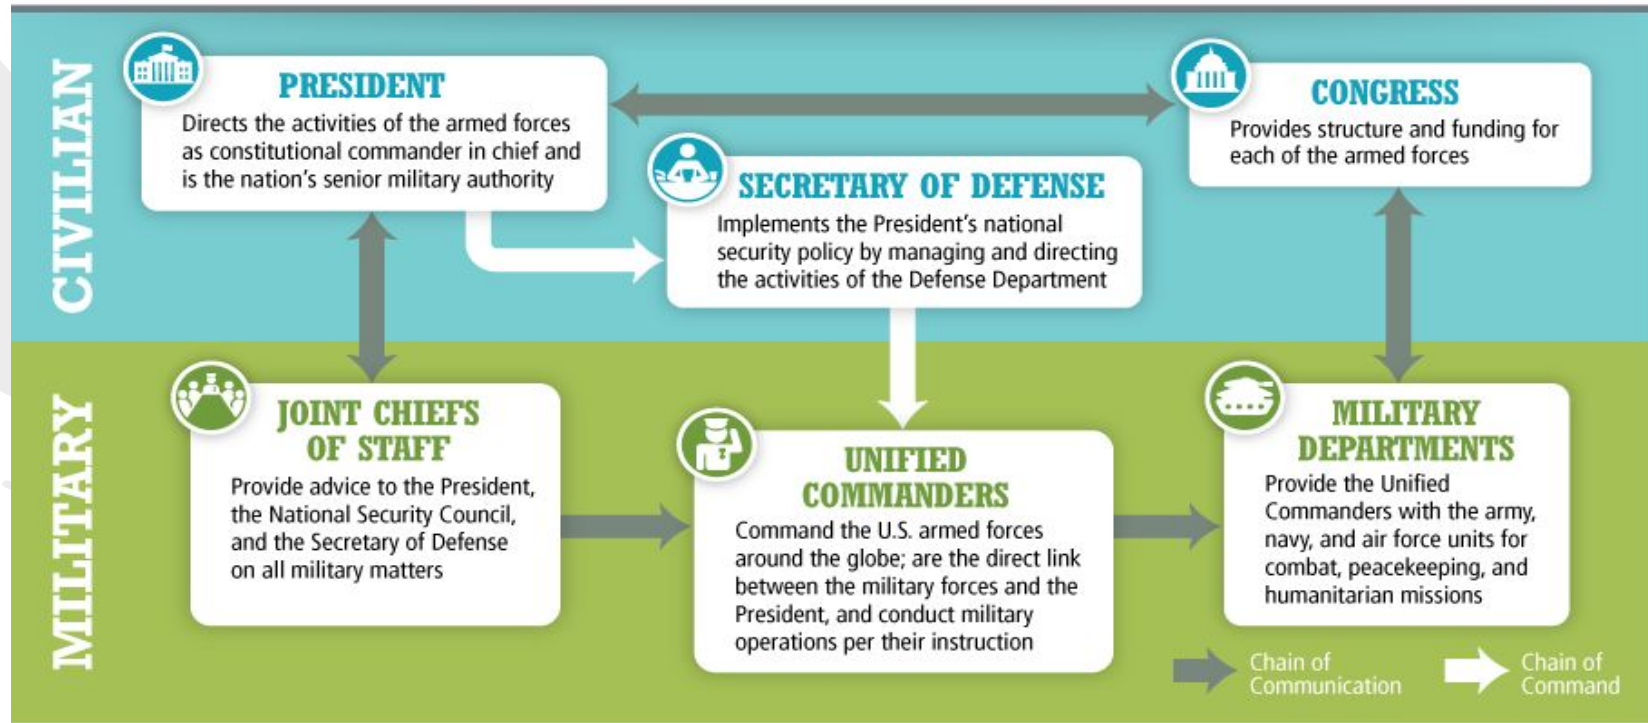 CIVILIAN
PRESIDENT
Directs the activities of the armed forces
as constitutional commander in chief and
is the nation's senior military authority
CONGRESS
Provides structure and funding for
each of the armed forces
SECRETARY OF DEFENSE
Implements the President's national
security policy by managing and directing
the activities of the Defense Department
MILITARY
JOINT CHIEFS
OF STAFF
Provide advice to the President,
the National Security Council,
and the Secretary of Defense
on all military matters
UNIFIED
COMMANDERS
Command the U.S. armed forces
around the globe; are the direct link
between the military forces and the
President, and conduct military
operations per their instruction
MILITARY
DEPARTMENTS
Provide the Unified
Commanders with the army,
navy, and air force units for
combat, peacekeeping, and
humanitarian missions
Chain of
Communication
Chain of
Command